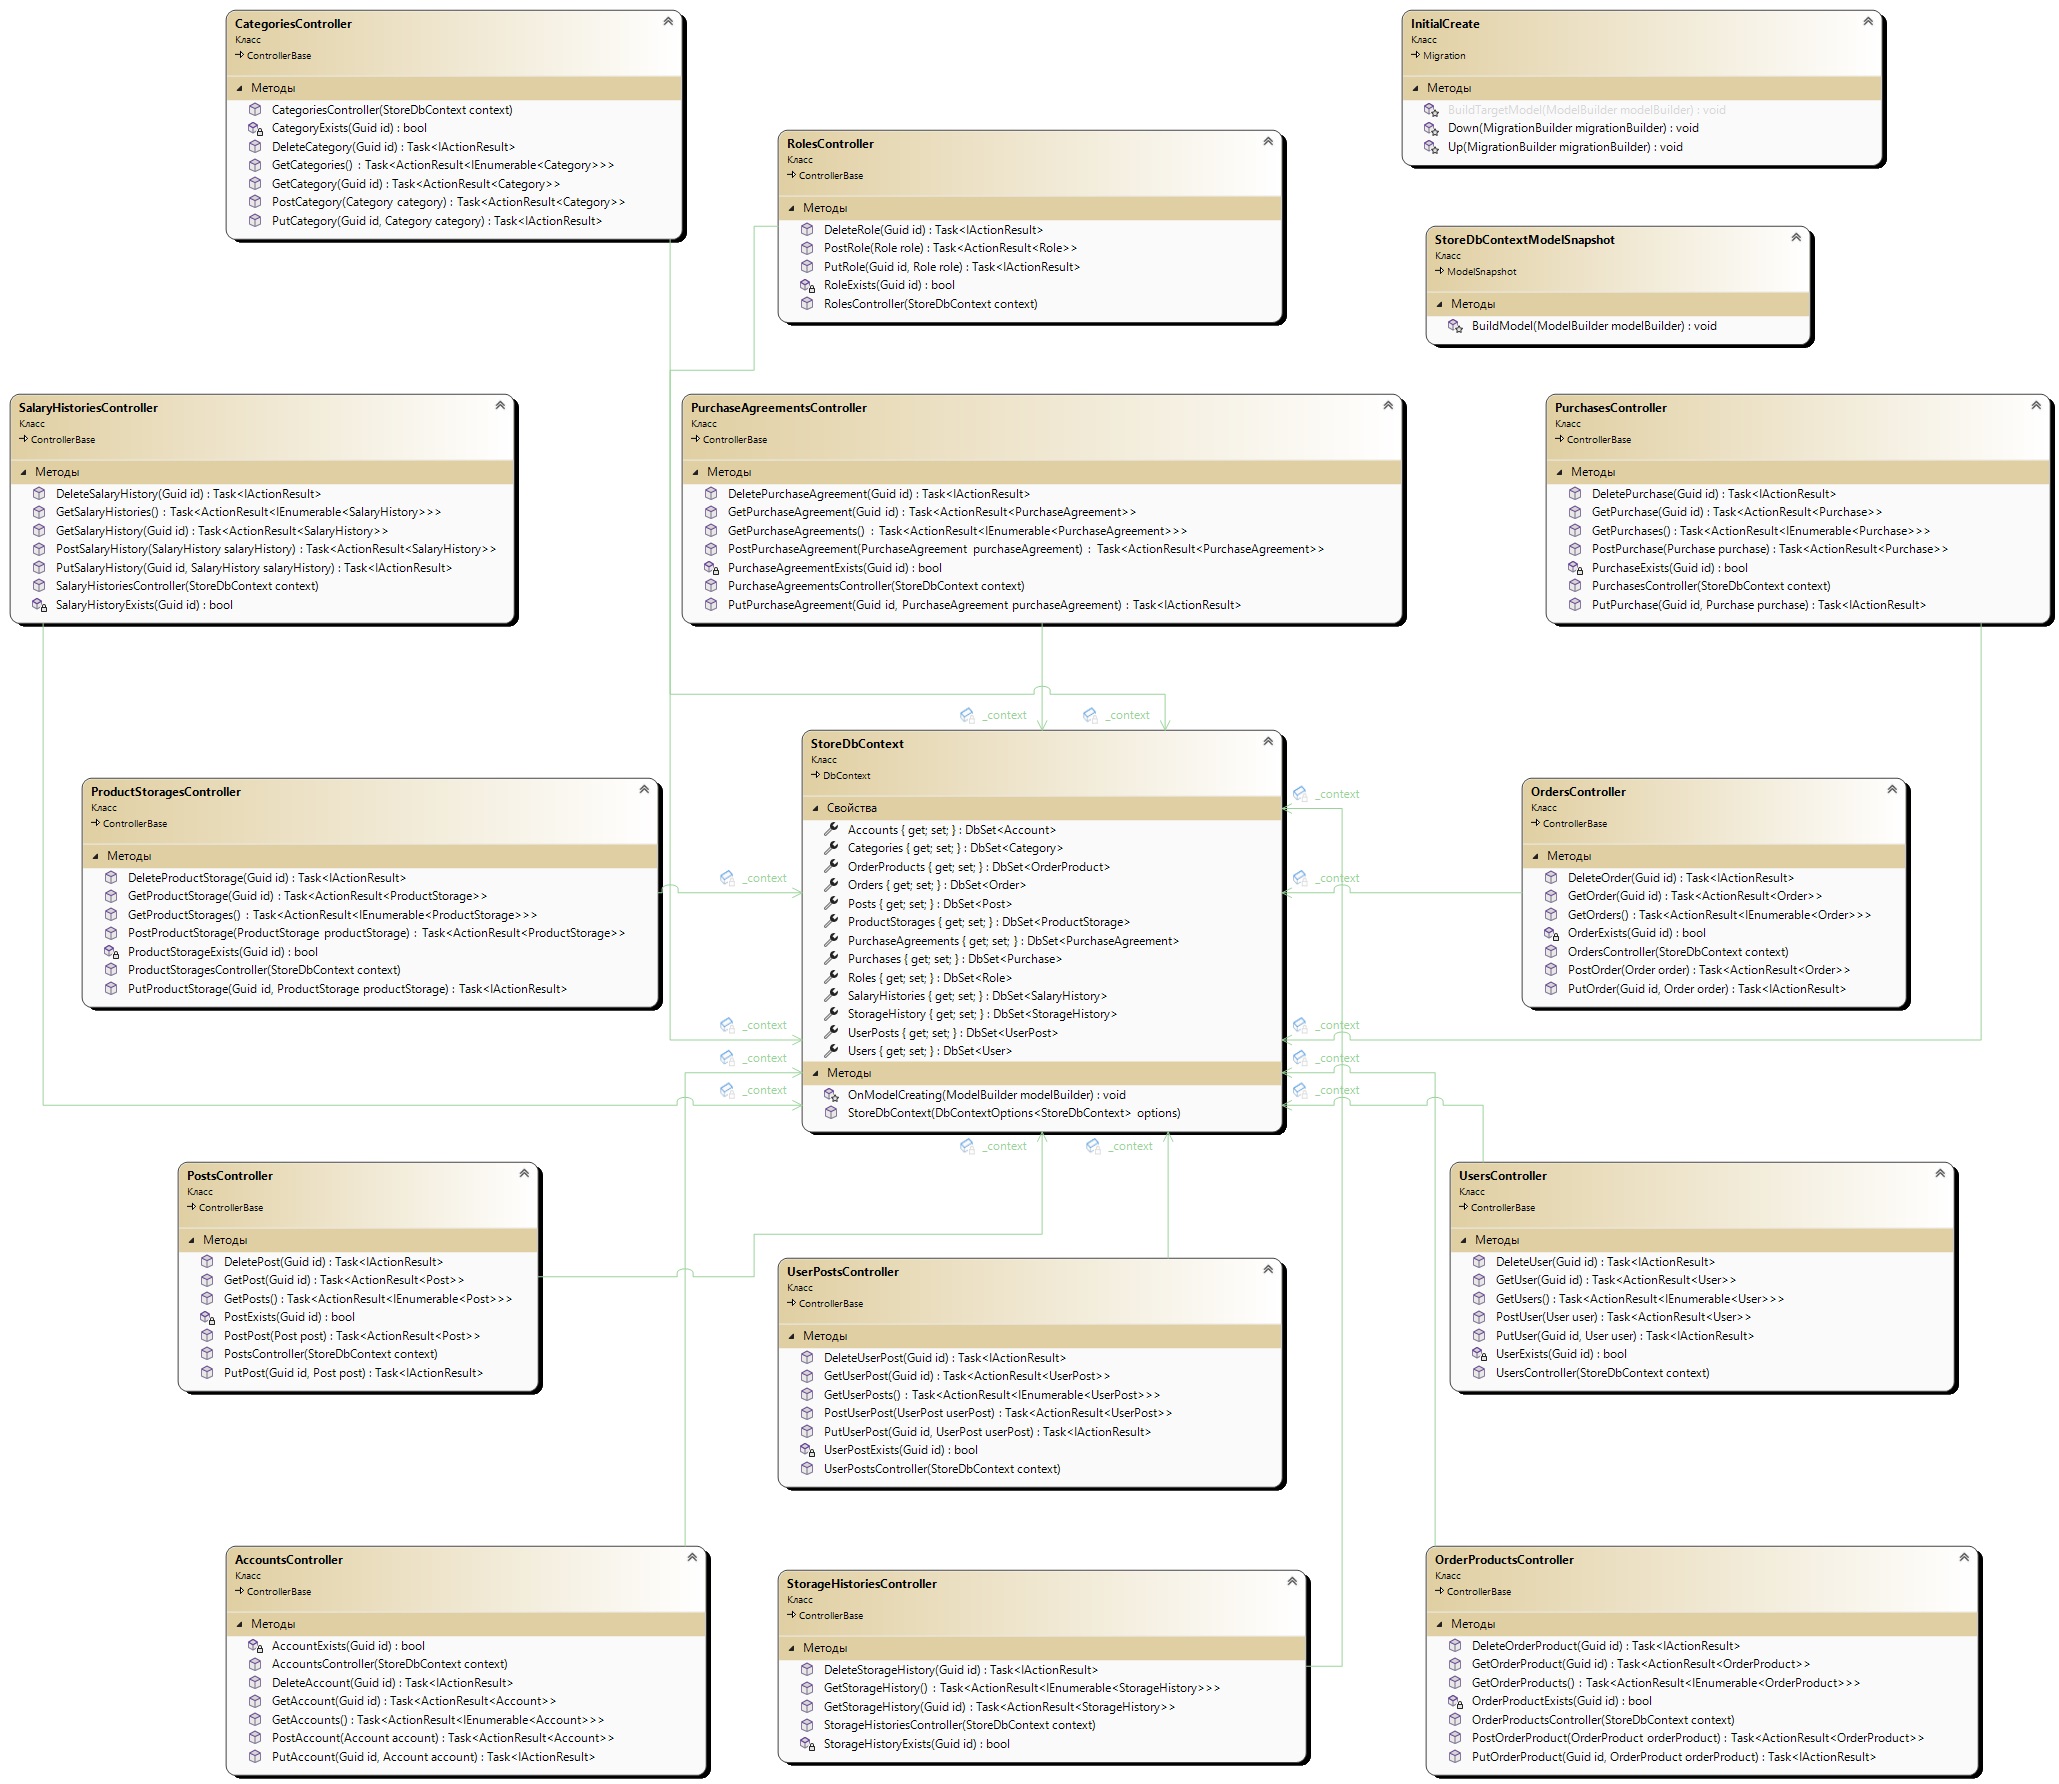 CategoriesController
Класс
ControllerBase
Методы
CategoriesController(StoreDbContext context)
CategoryExists(Guid id) : bool
DeleteCategory(Guid id) : Task<IActionResult>
GetCategories() : Task<ActionResult<IEnumerable<Category>>>
GetCategory(Guid id) : Task<ActionResult<Category>>
PostCategory(Category category) : Task<ActionResult<Category>>
PutCategory(Guid id, Category category) : Task<IActionResult>
InitialCreate
Класс
Migration
Методы
BuildTargetModel(ModelBuilder modelBuilder) : void
Down(MigrationBuilder migrationBuilder) : void
Up(MigrationBuilder migrationBuilder) : void
RolesController
Класс
ControllerBase
Методы
DeleteRole(Guid id) : Task<IActionResult>
PostRole(Role role) : Task<ActionResult<Role>>
PutRole(Guid id, Role role) : Task<IActionResult>
RoleExists(Guid id) : bool
RolesController(StoreDbContext context)
StoreDbContextModelSnapshot
Класс
ModelSnapshot
Методы
BuildModel(ModelBuilder modelBuilder) : void
SalaryHistoriesController
Класс
ControllerBase
Методы
DeleteSalaryHistory(Guid id) : Task<IActionResult>
GetSalaryHistories() : Task<ActionResult<IEnumerable<SalaryHistory>>>
GetSalaryHistory(Guid id) : Task<ActionResult<SalaryHistory>>
PostSalaryHistory(SalaryHistory salaryHistory) : Task<ActionResult<SalaryHistory>>
PutSalaryHistory(Guid id, SalaryHistory salaryHistory) : Task<IActionResult>
SalaryHistoriesController(StoreDbContext context)
SalaryHistoryExists(Guid id) : bool
PurchaseAgreementsController
Класс
ControllerBase
Методы
DeletePurchaseAgreement(Guid id) : Task<IActionResult>
GetPurchaseAgreement(Guid id) : Task<ActionResult<PurchaseAgreement>>
GetPurchaseAgreements() : Task<ActionResult<IEnumerable<PurchaseAgreement>>>
PostPurchaseAgreement(PurchaseAgreement purchaseAgreement) : Task<ActionResult<PurchaseAgreement>>
PurchaseAgreementExists(Guid id) : bool
PurchaseAgreementsController(StoreDbContext context)
PutPurchaseAgreement(Guid id, PurchaseAgreement purchaseAgreement) : Task<IActionResult>
PurchasesController
Класс
ControllerBase
Методы
DeletePurchase(Guid id) : Task<IActionResult>
GetPurchase(Guid id) : Task<ActionResult<Purchase>>
GetPurchases() : Task<ActionResult<IEnumerable<Purchase>>>
PostPurchase(Purchase purchase) : Task<ActionResult<Purchase>>
PurchaseExists(Guid id) : bool
PurchasesController(StoreDbContext context)
PutPurchase(Guid id, Purchase purchase) : Task<IActionResult>
_context
_context
ProductStoragesController
Класс
ControllerBase
Методы
DeleteProductStorage(Guid id) : Task<IActionResult>
GetProductStorage(Guid id) : Task<ActionResult<ProductStorage>>
GetProductStorages() : Task<ActionResult<IEnumerable<ProductStorage>>>
PostProductStorage(ProductStorage productStorage) : Task<ActionResult<ProductStorage>>
ProductStorageExists(Guid id) : bool
ProductStoragesController(StoreDbContext context)
PutProductStorage(Guid id, ProductStorage productStorage) : Task<IActionResult>
_context
_context
_context
_context
StoreDbContext
Класс
DbContext
Свойства
Accounts { get; set; } : DbSet<Account>
Categories { get; set; } : DbSet<Category>
OrderProducts { get; set; } : DbSet<OrderProduct>
Orders { get; set; } : DbSet<Order>
Posts { get; set; } : DbSet<Post>
ProductStorages { get; set; } : DbSet<ProductStorage>
PurchaseAgreements { get; set; } : DbSet<PurchaseAgreement>
Purchases { get; set; } : DbSet<Purchase>
Roles { get; set; } : DbSet<Role>
SalaryHistories { get; set; } : DbSet<SalaryHistory>
StorageHistory { get; set; } : DbSet<StorageHistory>
UserPosts { get; set; } : DbSet<UserPost>
Users { get; set; } : DbSet<User>
Методы
OnModelCreating(ModelBuilder modelBuilder) : void
StoreDbContext(DbContextOptions<StoreDbContext> options)
_context
_context
_context
_context
_context
OrdersController
Класс
ControllerBase
Методы
DeleteOrder(Guid id) : Task<IActionResult>
GetOrder(Guid id) : Task<ActionResult<Order>>
GetOrders() : Task<ActionResult<IEnumerable<Order>>>
OrderExists(Guid id) : bool
OrdersController(StoreDbContext context)
PostOrder(Order order) : Task<ActionResult<Order>>
PutOrder(Guid id, Order order) : Task<IActionResult>
_context
_context
PostsController
Класс
ControllerBase
Методы
DeletePost(Guid id) : Task<IActionResult>
GetPost(Guid id) : Task<ActionResult<Post>>
GetPosts() : Task<ActionResult<IEnumerable<Post>>>
PostExists(Guid id) : bool
PostPost(Post post) : Task<ActionResult<Post>>
PostsController(StoreDbContext context)
PutPost(Guid id, Post post) : Task<IActionResult>
UserPostsController
Класс
ControllerBase
Методы
DeleteUserPost(Guid id) : Task<IActionResult>
GetUserPost(Guid id) : Task<ActionResult<UserPost>>
GetUserPosts() : Task<ActionResult<IEnumerable<UserPost>>>
PostUserPost(UserPost userPost) : Task<ActionResult<UserPost>>
PutUserPost(Guid id, UserPost userPost) : Task<IActionResult>
UserPostExists(Guid id) : bool
UserPostsController(StoreDbContext context)
UsersController
Класс
ControllerBase
Методы
DeleteUser(Guid id) : Task<IActionResult>
GetUser(Guid id) : Task<ActionResult<User>>
GetUsers() : Task<ActionResult<IEnumerable<User>>>
PostUser(User user) : Task<ActionResult<User>>
PutUser(Guid id, User user) : Task<IActionResult>
UserExists(Guid id) : bool
UsersController(StoreDbContext context)
AccountsController
Класс
ControllerBase
Методы
AccountExists(Guid id) : bool
AccountsController(StoreDbContext context)
DeleteAccount(Guid id) : Task<IActionResult>
GetAccount(Guid id) : Task<ActionResult<Account>>
GetAccounts() : Task<ActionResult<IEnumerable<Account>>>
PostAccount(Account account) : Task<ActionResult<Account>>
PutAccount(Guid id, Account account) : Task<IActionResult>
StorageHistoriesController
Класс
ControllerBase
Методы
DeleteStorageHistory(Guid id) : Task<IActionResult>
GetStorageHistory() : Task<ActionResult<IEnumerable<StorageHistory>>>
GetStorageHistory(Guid id) : Task<ActionResult<StorageHistory>>
StorageHistoriesController(StoreDbContext context)
StorageHistoryExists(Guid id) : bool
OrderProductsController
Класс
ControllerBase
Методы
DeleteOrderProduct(Guid id) : Task<IActionResult>
GetOrderProduct(Guid id) : Task<ActionResult<OrderProduct>>
GetOrderProducts() : Task<ActionResult<IEnumerable<OrderProduct>>>
OrderProductExists(Guid id) : bool
OrderProductsController(StoreDbContext context)
PostOrderProduct(OrderProduct orderProduct) : Task<ActionResult<OrderProduct>>
PutOrderProduct(Guid id, OrderProduct orderProduct) : Task<IActionResult>